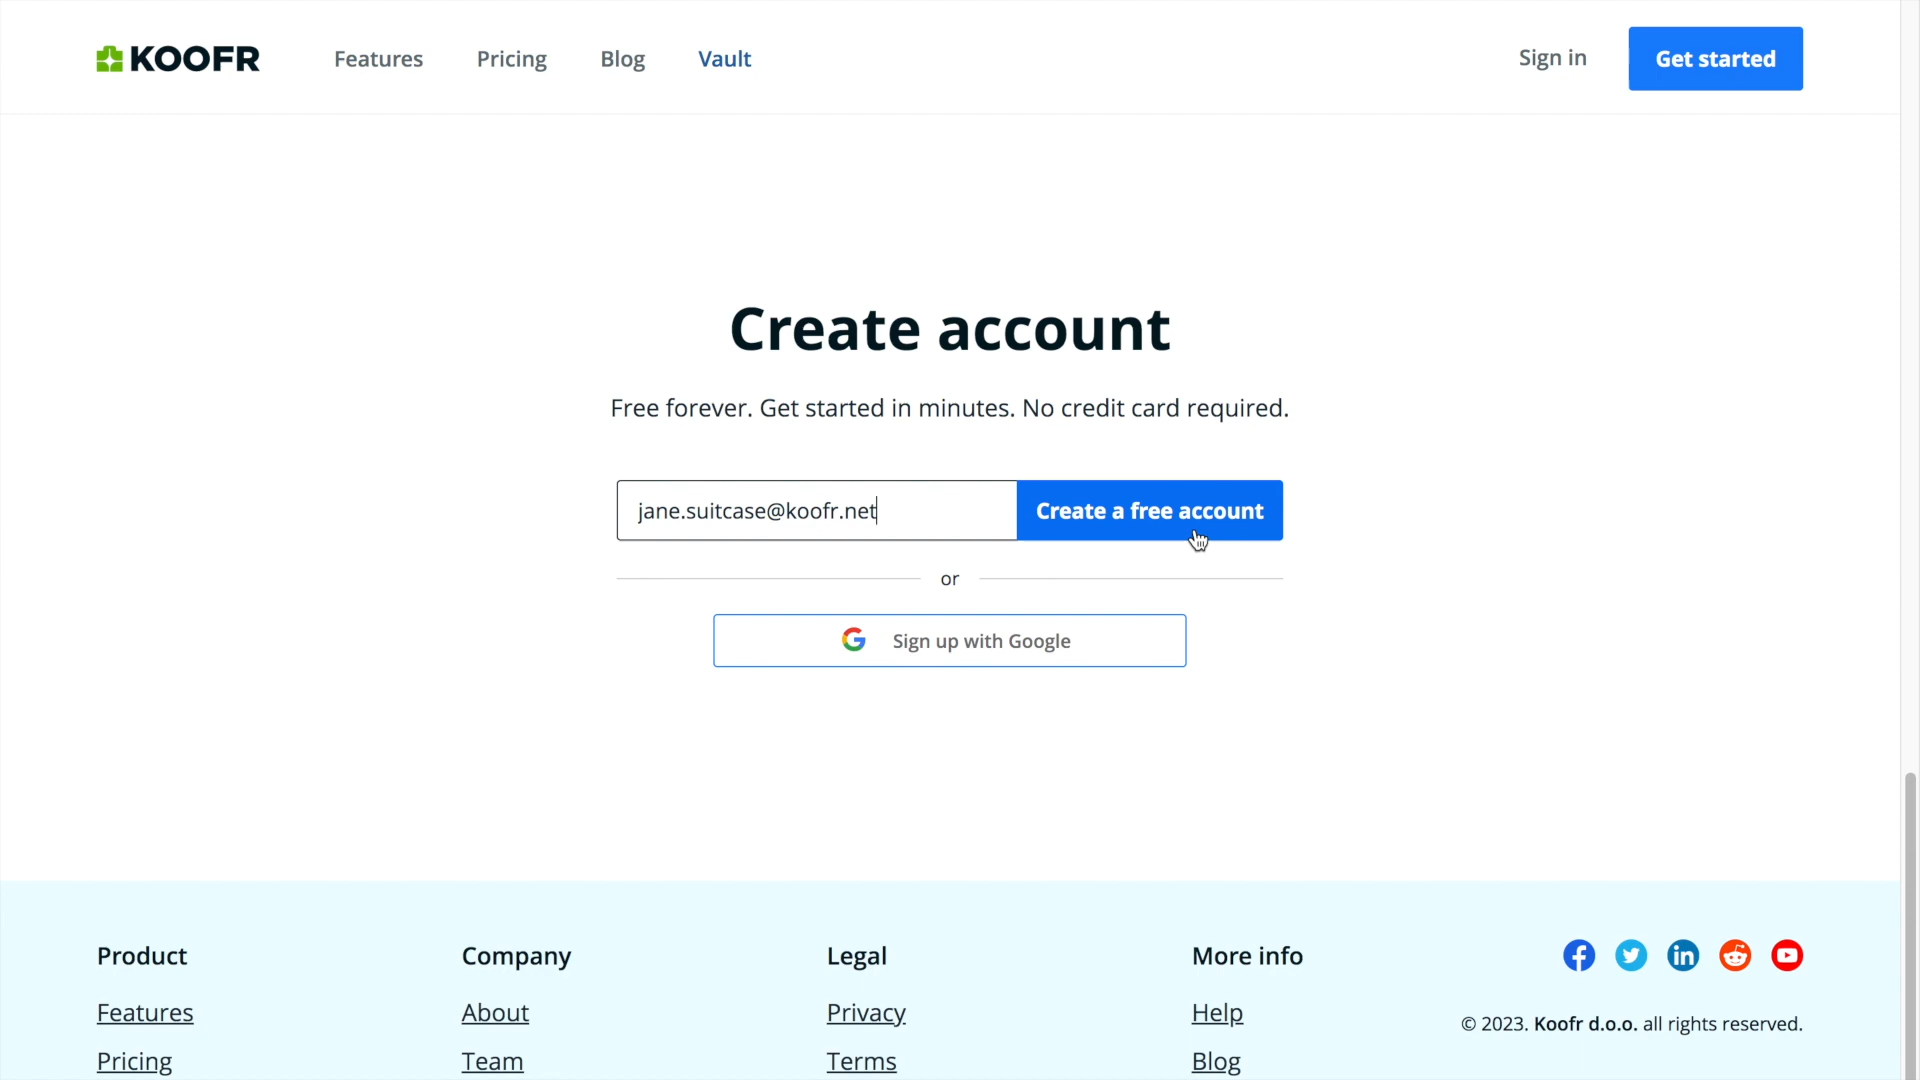 KOOFR
Features
Pricing
Blog
Vault
Sign in
Get started
Create account
Free forever. Get started in minutes. No credit card required.
jane.suitcase@koofr.net
Create a free account
or
Sign up with Google
Product
Features
Pricing
Company
About
Team
Legal
Privacy
Terms
More info
Help
Blog
© 2023. Koofr d.o.o. all rights reserved.